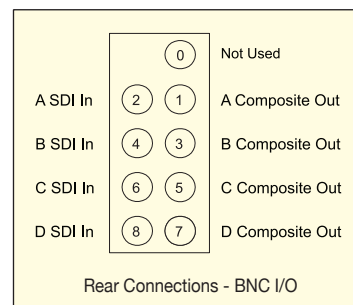 0 Not Used
A SDI In 2 1 A Composite Out
B SDI In 4 3 B Composite Out
C SDI In 6 5 C Composite Out
D SDI In 8 7 D Composite Out
Rear Connections - BNC I/O